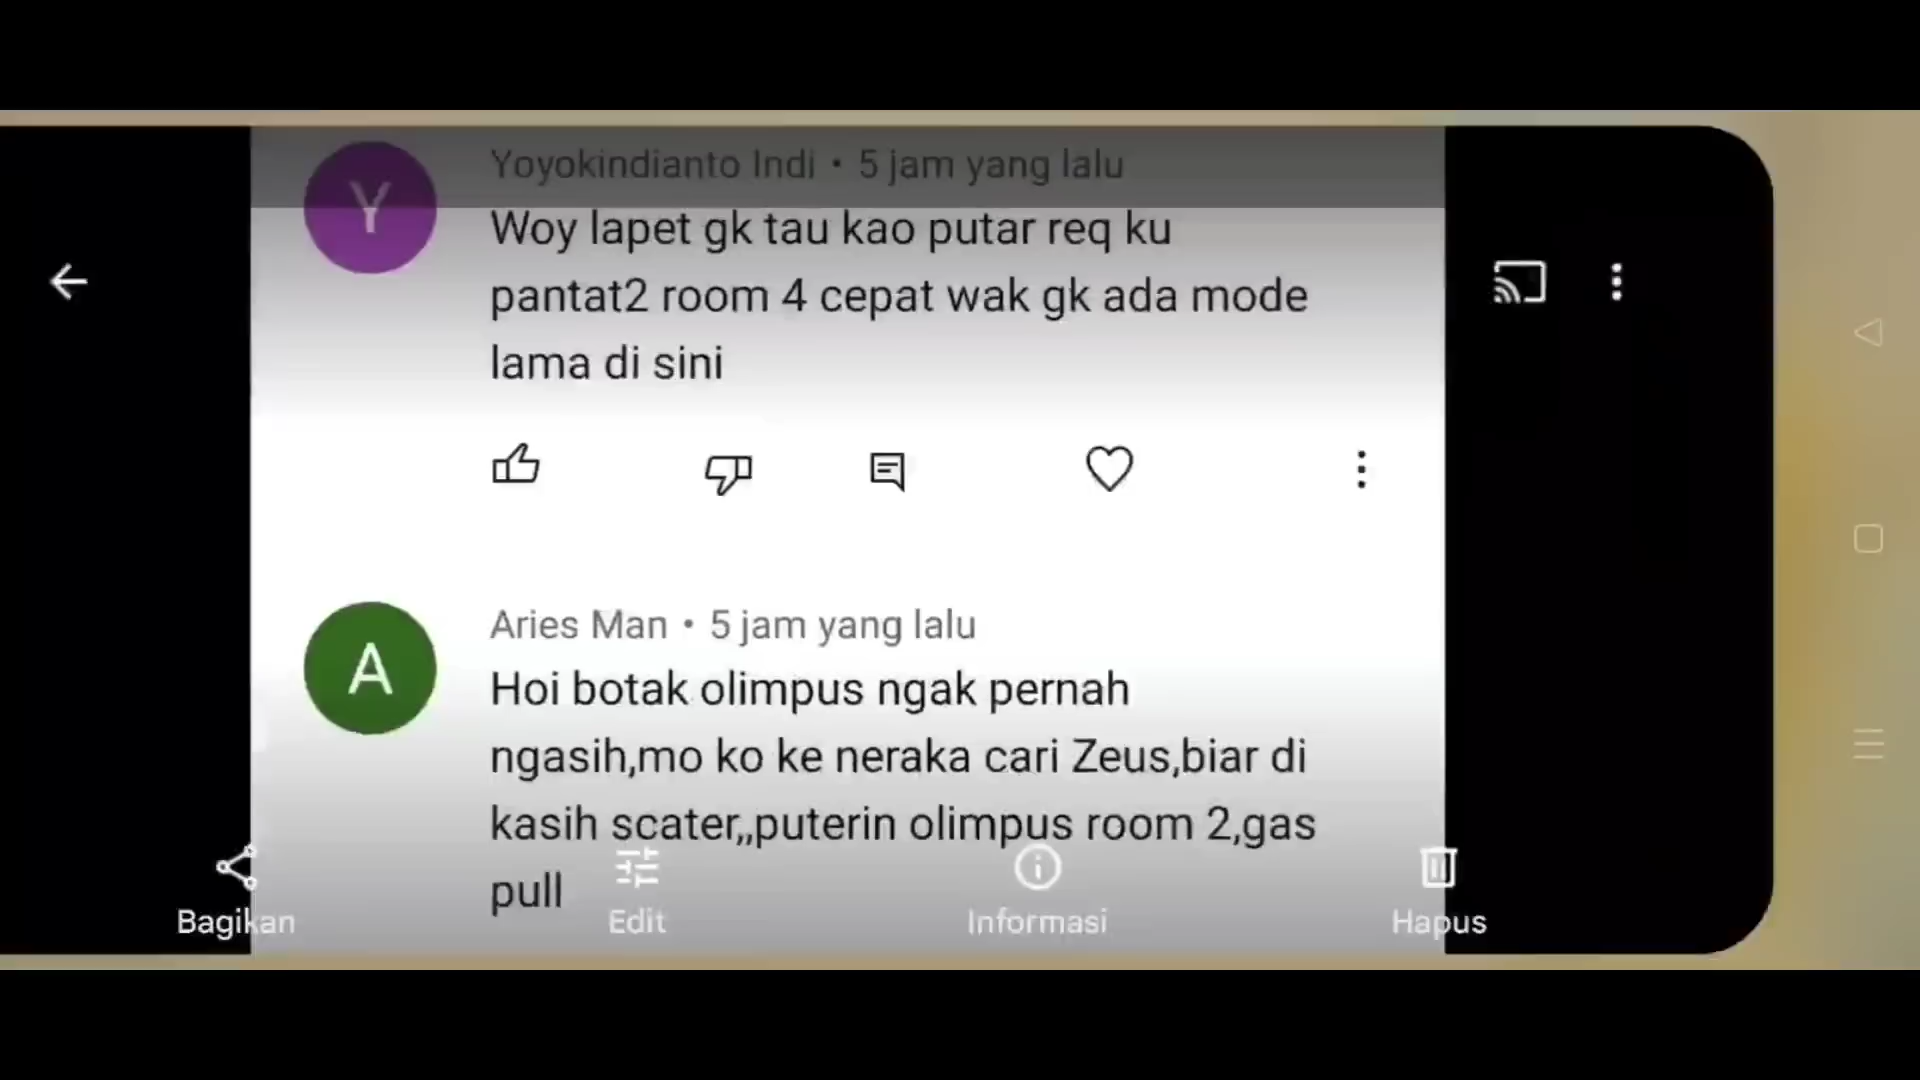 Y
Yoyokindianto Indi • 5 jam yang lalu
Woy lapet gk tau kao putar req ku
pantat2 room 4 cepat wak gk ada mode
lama di sini
A
Aries Man • 5 jam yang lalu
Hoi botak olimpus ngak pernah
ngasih,mo ko ke neraka cari Zeus,biar di
kasih scater,,puterin olimpus room 2,gas
pull
Bagikan
Edit
Informasi
Hapus